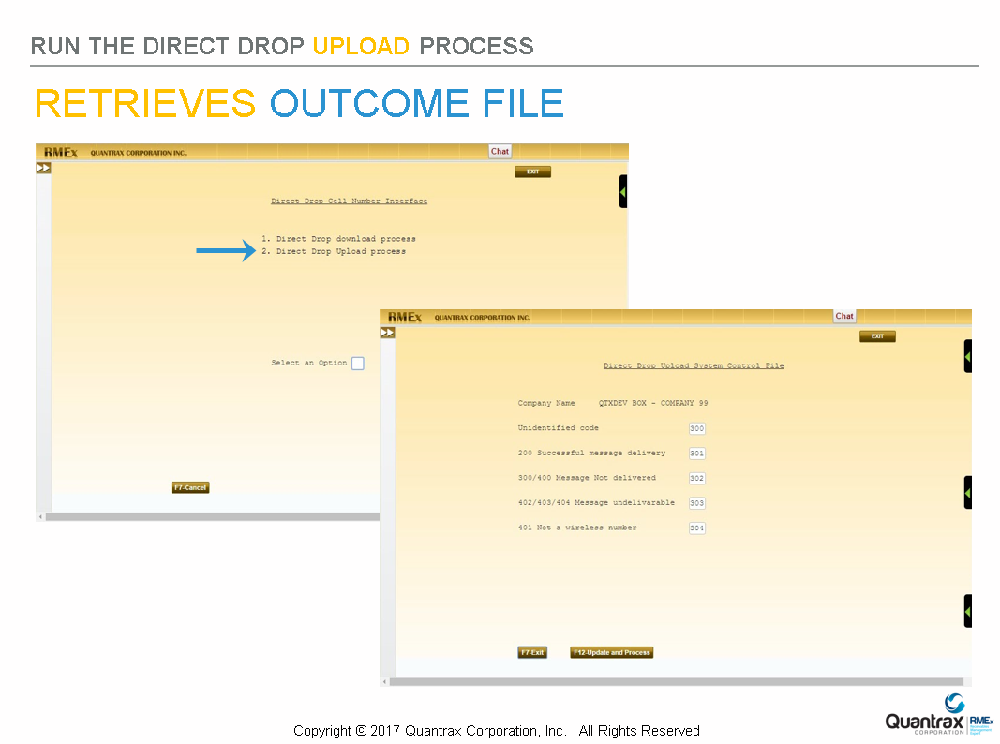 RUN THE DIRECT DROP UPLOAD PROCESS
RETRIEVES OUTCOME FILE
RMEx QUANTRAX CORPORATION INC. Chat
EXIT
Direct Drop Cell Number Interface
1. Direct Drop download process
2. Direct Drop Upload process
Select an Option
F7-Cancel
RMEx QUANTRAX CORPORATION INC. Chat
EXIT
Direct Drop Upload System Control File
Company Name QTXDEV BOX - COMPANY 99
Unidentified code 300
200 Successful message delivery 301
300/400 Message Not delivered 302
402/403/404 Message undelivarable 303
401 Not a wireless number 304
F7-Exit F12-Update and Process
Copyright © 2017 Quantrax Corporation, Inc. All Rights Reserved
Quantrax
CORPORATION
RMEx